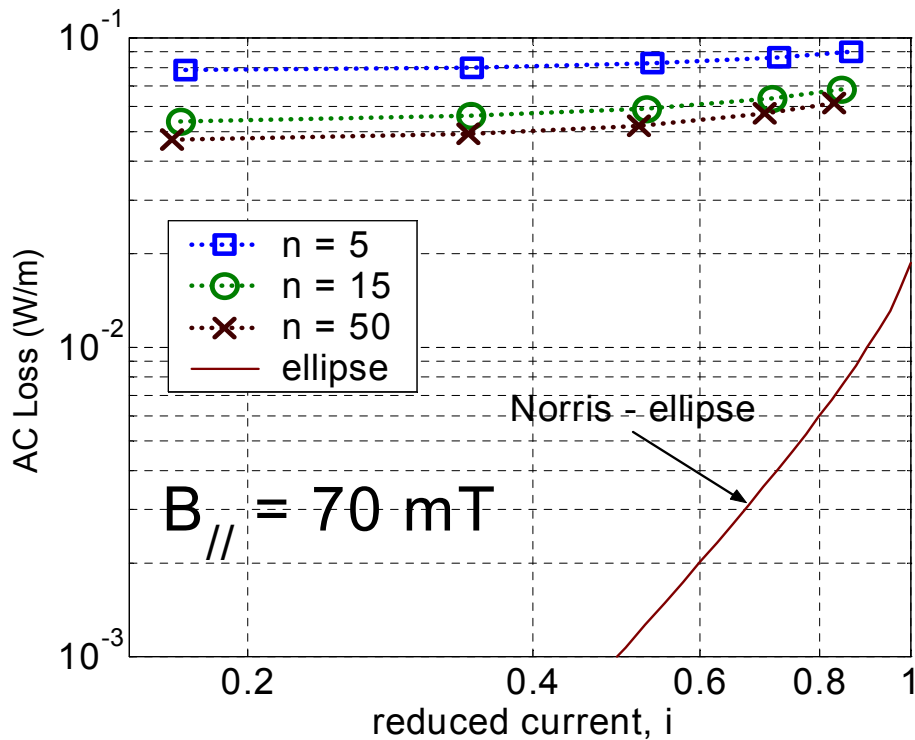 10^-1
10^-2
10^-3
AC Loss (W/m)
n = 5
n = 15
n = 50
ellipse
Norris - ellipse
B_// = 70 mT
0.2 0.4 0.6 0.8 1
reduced current, i